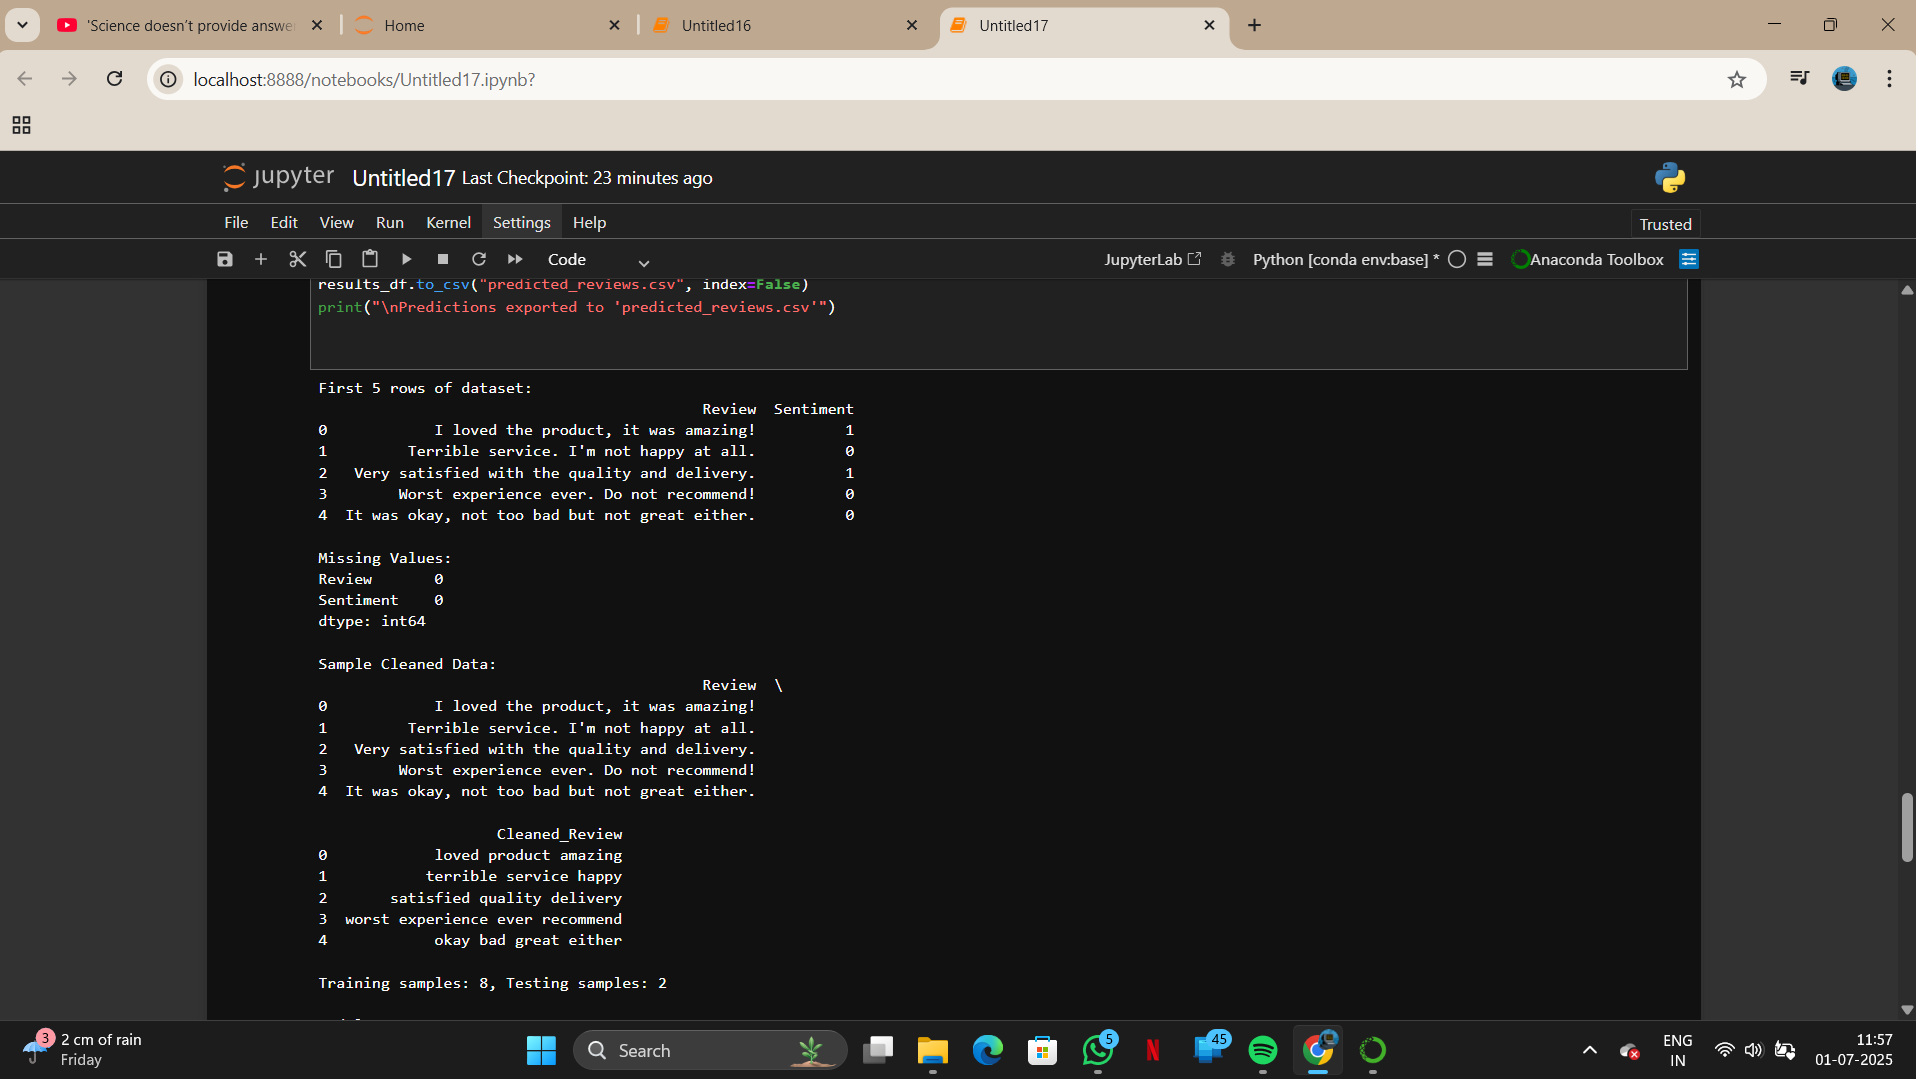 'Science doesn't provide answe
Home
Untitled16
Untitled17
localhost:8888/notebooks/Untitled17.ipynb?
jupyter Untitled17 Last Checkpoint: 23 minutes ago
File Edit View Run Kernel Settings Help
Trusted
Code
JupyterLab
Python [conda env:base] *
Anaconda Toolbox
results_df.to_csv("predicted_reviews.csv", index=False)
print("\nPredictions exported to 'predicted_reviews.csv'")
First 5 rows of dataset:
Review Sentiment
0 I loved the product, it was amazing! 1
1 Terrible service. I'm not happy at all. 0
2 Very satisfied with the quality and delivery. 1
3 Worst experience ever. Do not recommend! 0
4 It was okay, not too bad but not great either. 0
Missing Values:
Review 0
Sentiment 0
dtype: int64
Sample Cleaned Data:
Review \
0 I loved the product, it was amazing!
1 Terrible service. I'm not happy at all.
2 Very satisfied with the quality and delivery.
3 Worst experience ever. Do not recommend!
4 It was okay, not too bad but not great either.
Cleaned_Review
0 loved product amazing
1 terrible service happy
2 satisfied quality delivery
3 worst experience ever recommend
4 okay bad great either
Training samples: 8, Testing samples: 2
3
2 cm of rain
Friday
Search
5
N
45
ENG
IN
11:57
01-07-2025